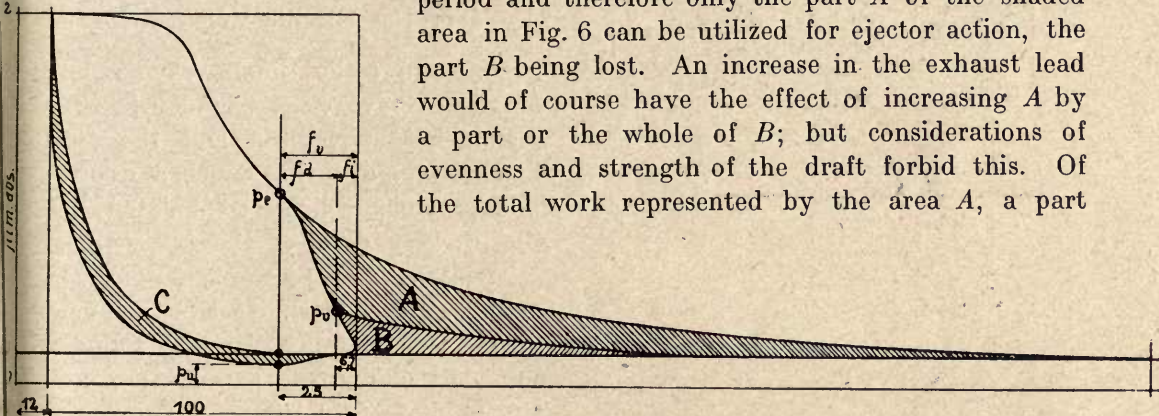 period and therefore only the part A of the shaded
area in Fig. 6 can be utilized for ejector action, the
part B being lost. An increase in the exhaust lead
would of course have the effect of increasing A by
a part or the whole of B; but considerations of
evenness and strength of the draft forbid this. Of
the total work represented by the area A, a part
2
fv
fd fi
pe
C
A
pv
B
pu
25
12
100